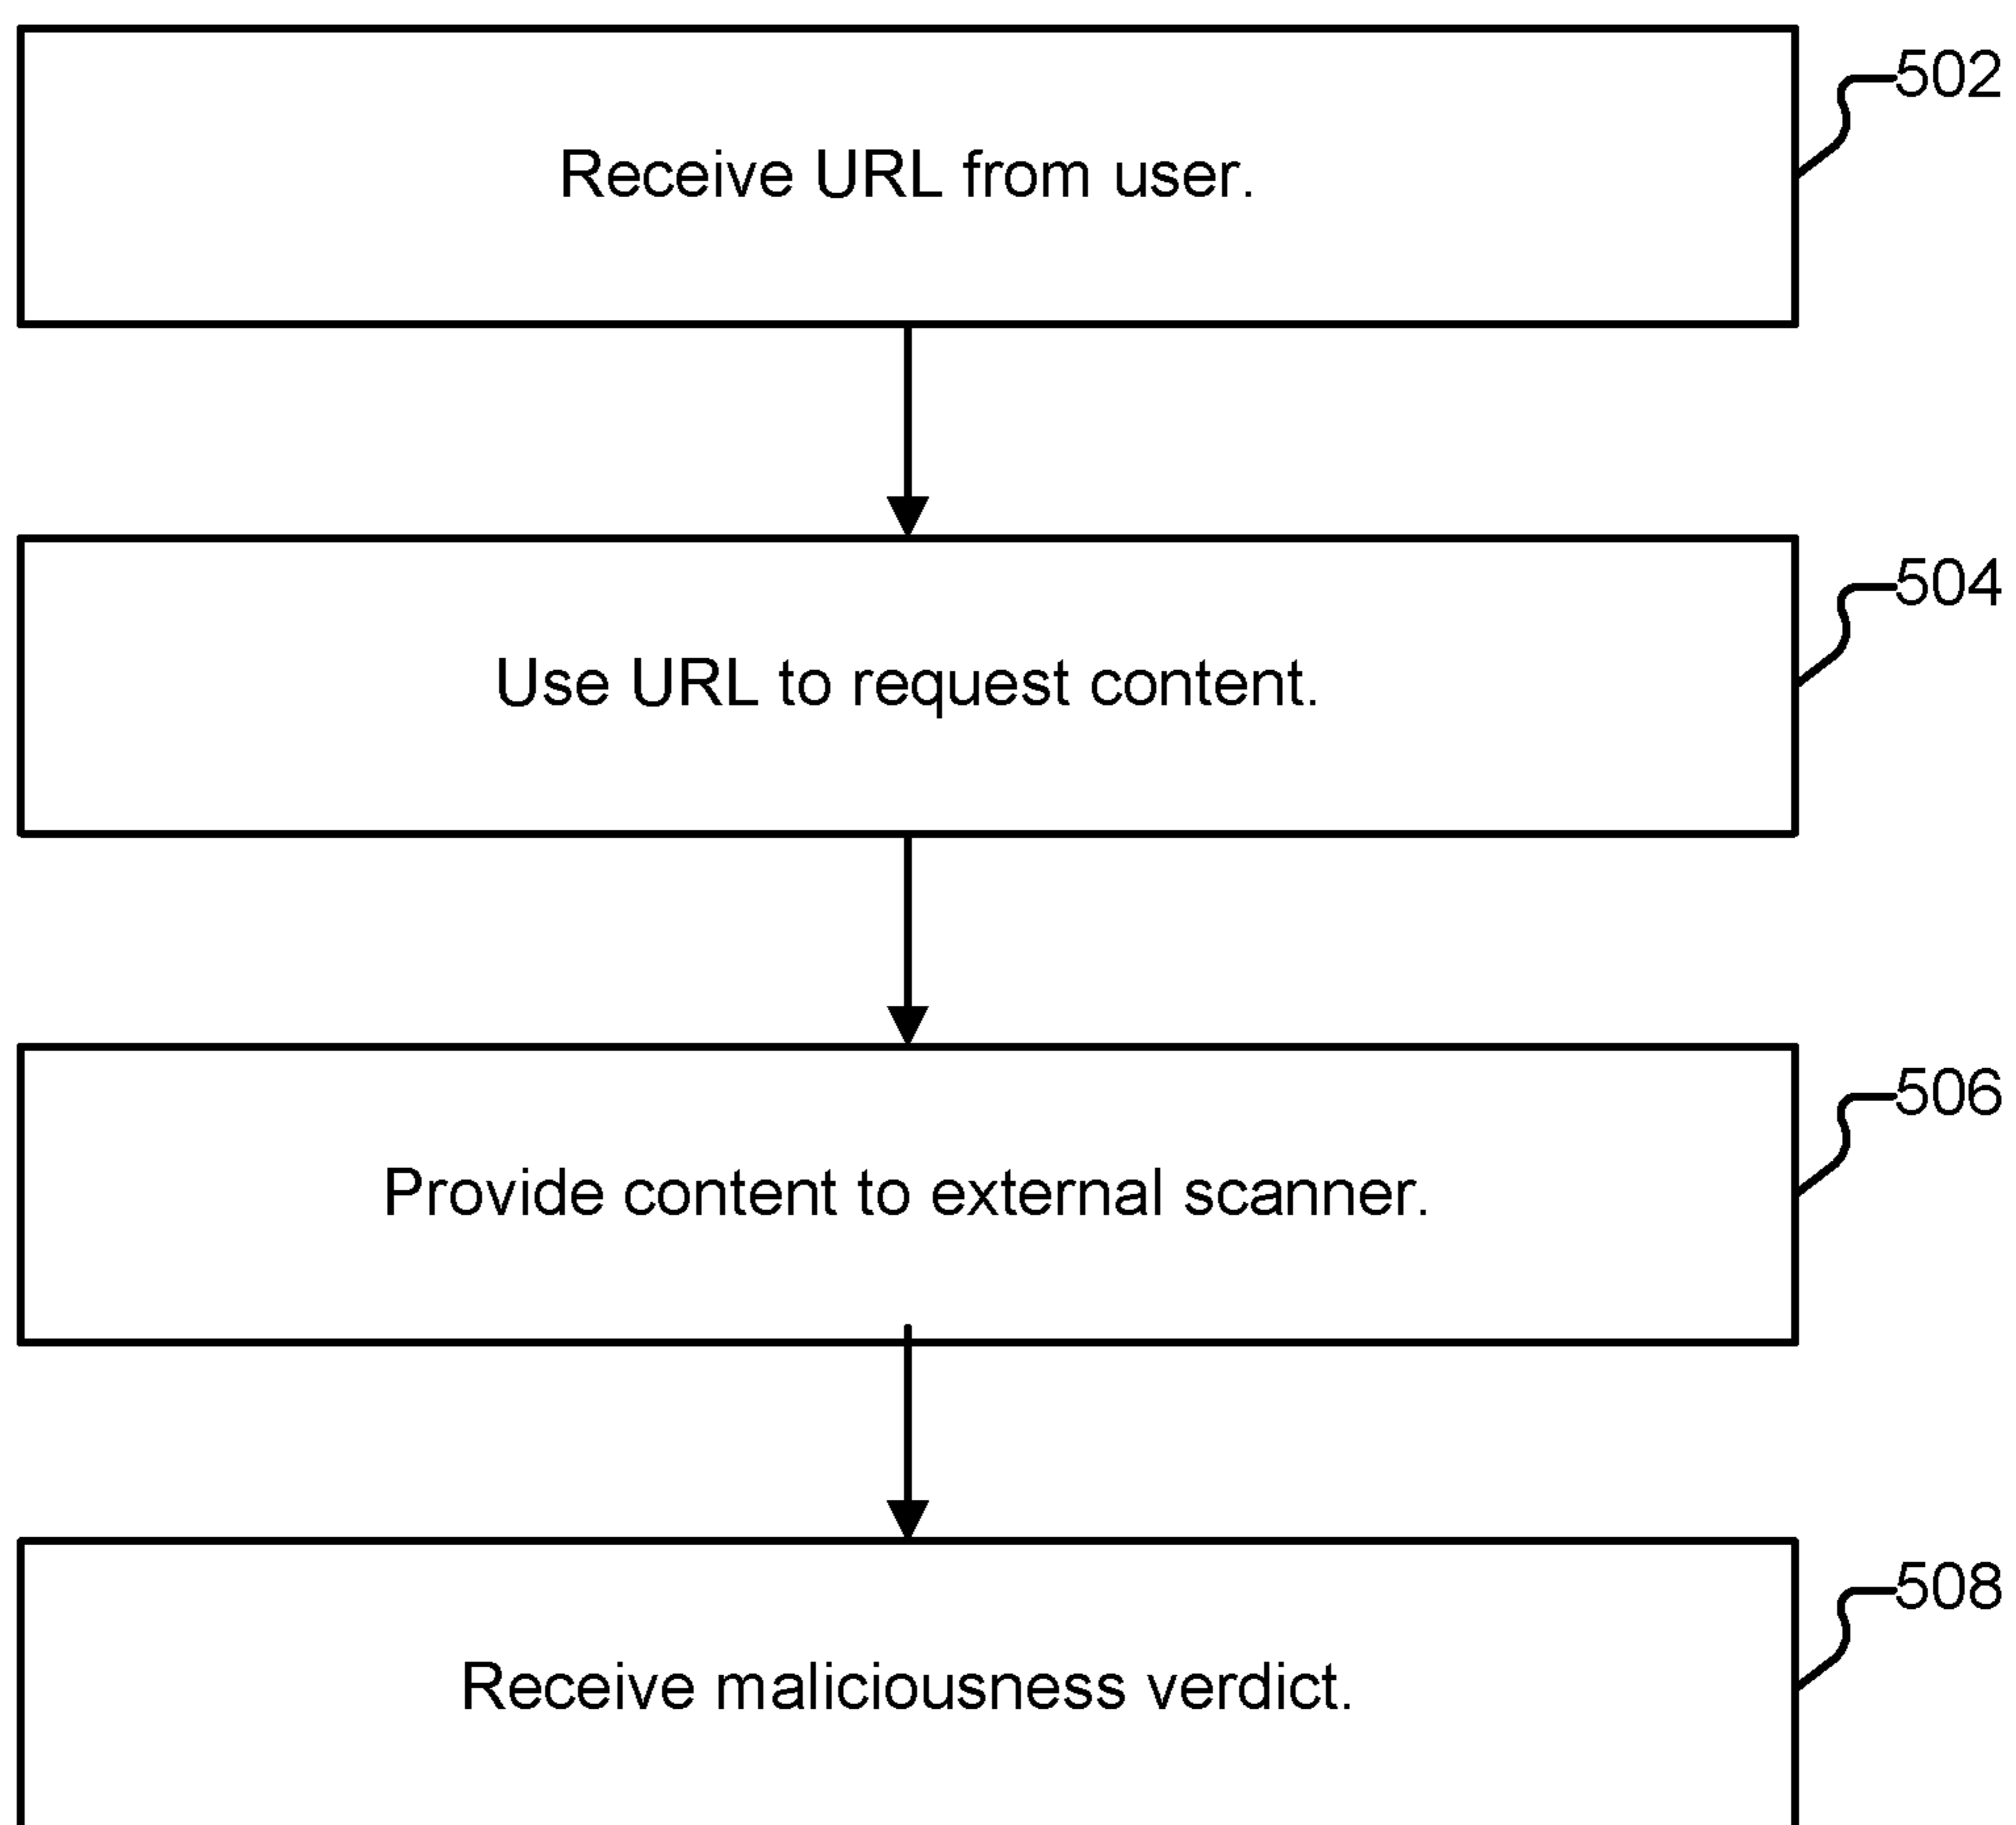 502
Receive URL from user.
504
Use URL to request content.
506
Provide content to external scanner.
508
Receive maliciousness verdict.